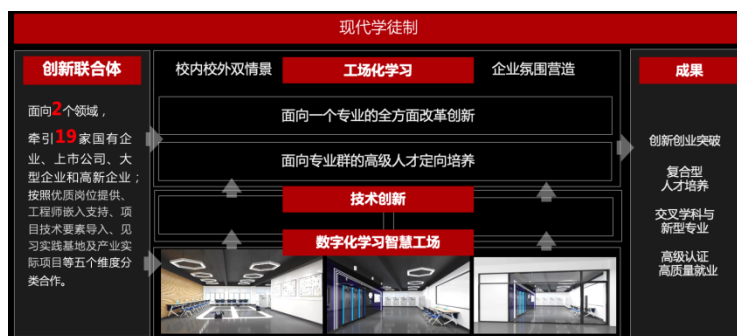 现代学徒制
创新联合体
面向2个领域，
牵引19家国有企
业、上市公司、大
型企业和高新企业；
按照优质岗位提供、
工程师嵌入支持、项
目技术要素导入、见
习实践基地及产业实
际项目等五个维度分
类合作。
校内校外双情景
工场化学习
企业氛围营造
面向一个专业的全方面改革创新
面向专业群的高级人才定向培养
技术创新
数字化学习智慧工场
成果
创新创业突破
复合型
人才培养
交叉学科与
新型专业
高级认证
高质量就业